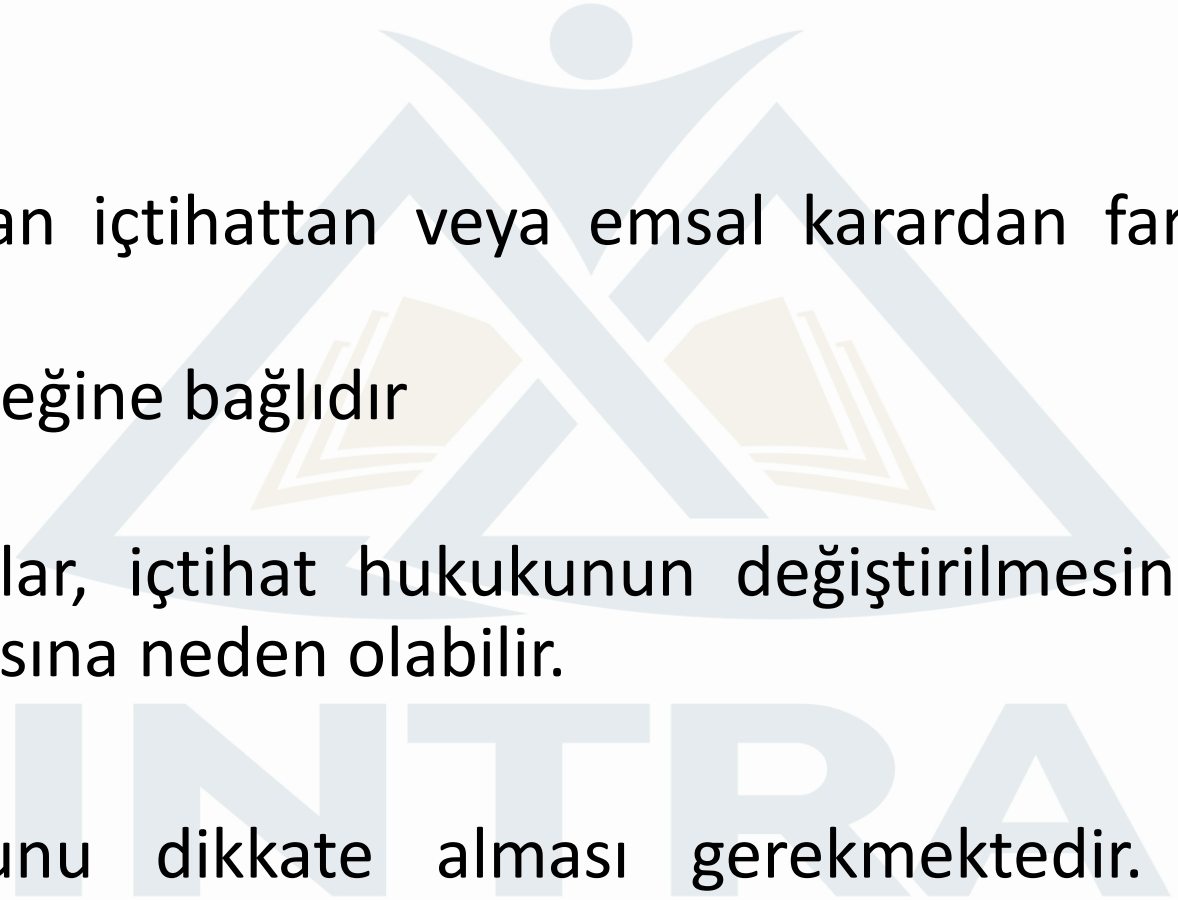 an içtihattan veya emsal karardan far
eğine bağlıdır
lar, içtihat hukukunun değiştirilmesin
sına neden olabilir.
INTRA
unu dikkate alması gerekmektedir.